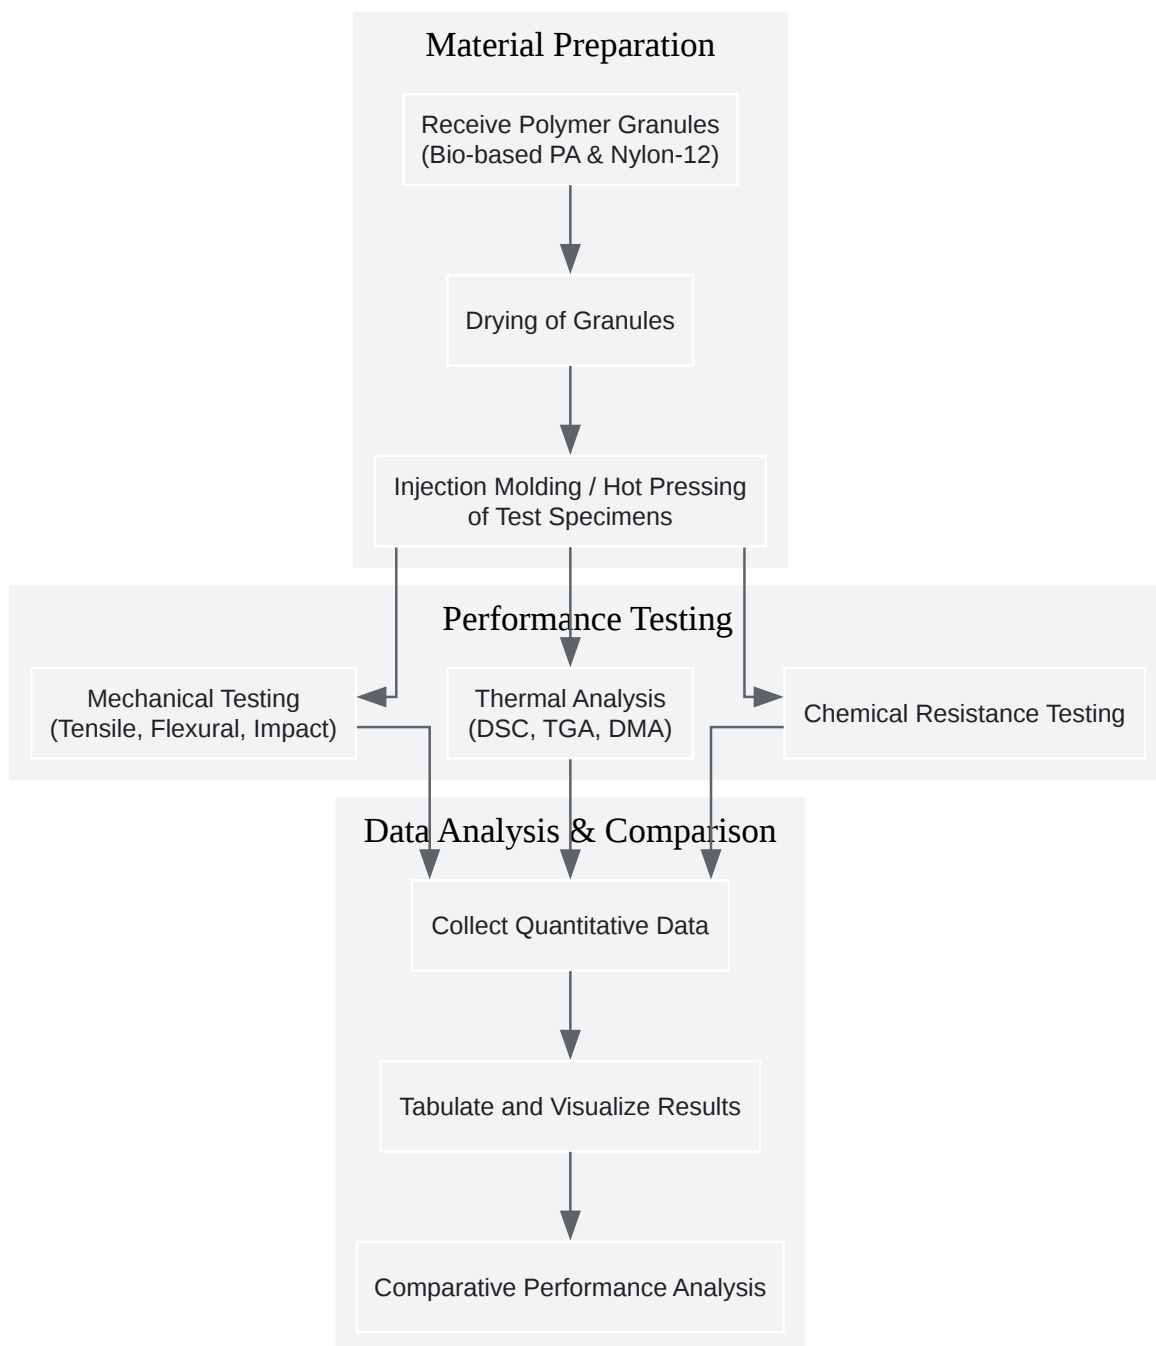 Material Preparation
Receive Polymer Granules
(Bio-based PA & Nylon-12)
Drying of Granules
Injection Molding / Hot Pressing
of Test Specimens
Performance Testing
Mechanical Testing
(Tensile, Flexural, Impact)
Thermal Analysis
(DSC, TGA, DMA)
Chemical Resistance Testing
Data Analysis & Comparison
Collect Quantitative Data
Tabulate and Visualize Results
Comparative Performance Analysis